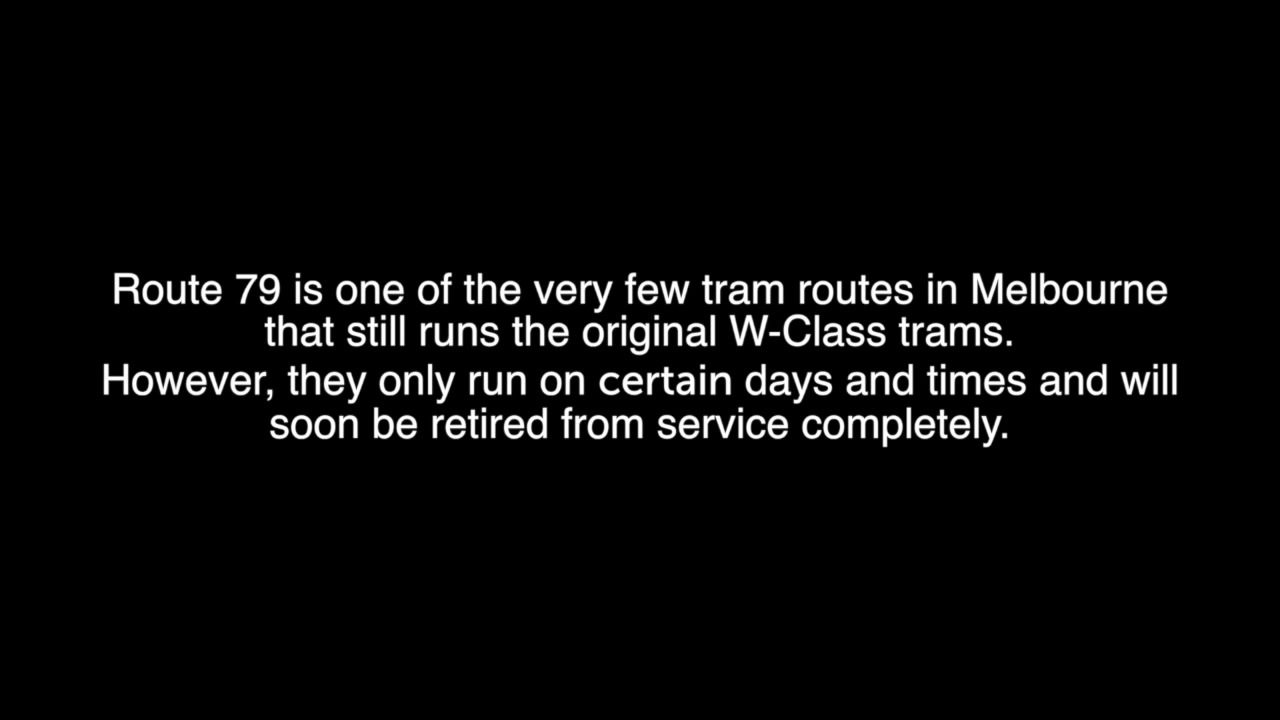 Route 79 is one of the very few tram routes in Melbourne
that still runs the original W-Class trams.
However, they only run on certain days and times and will
soon be retired from service completely.